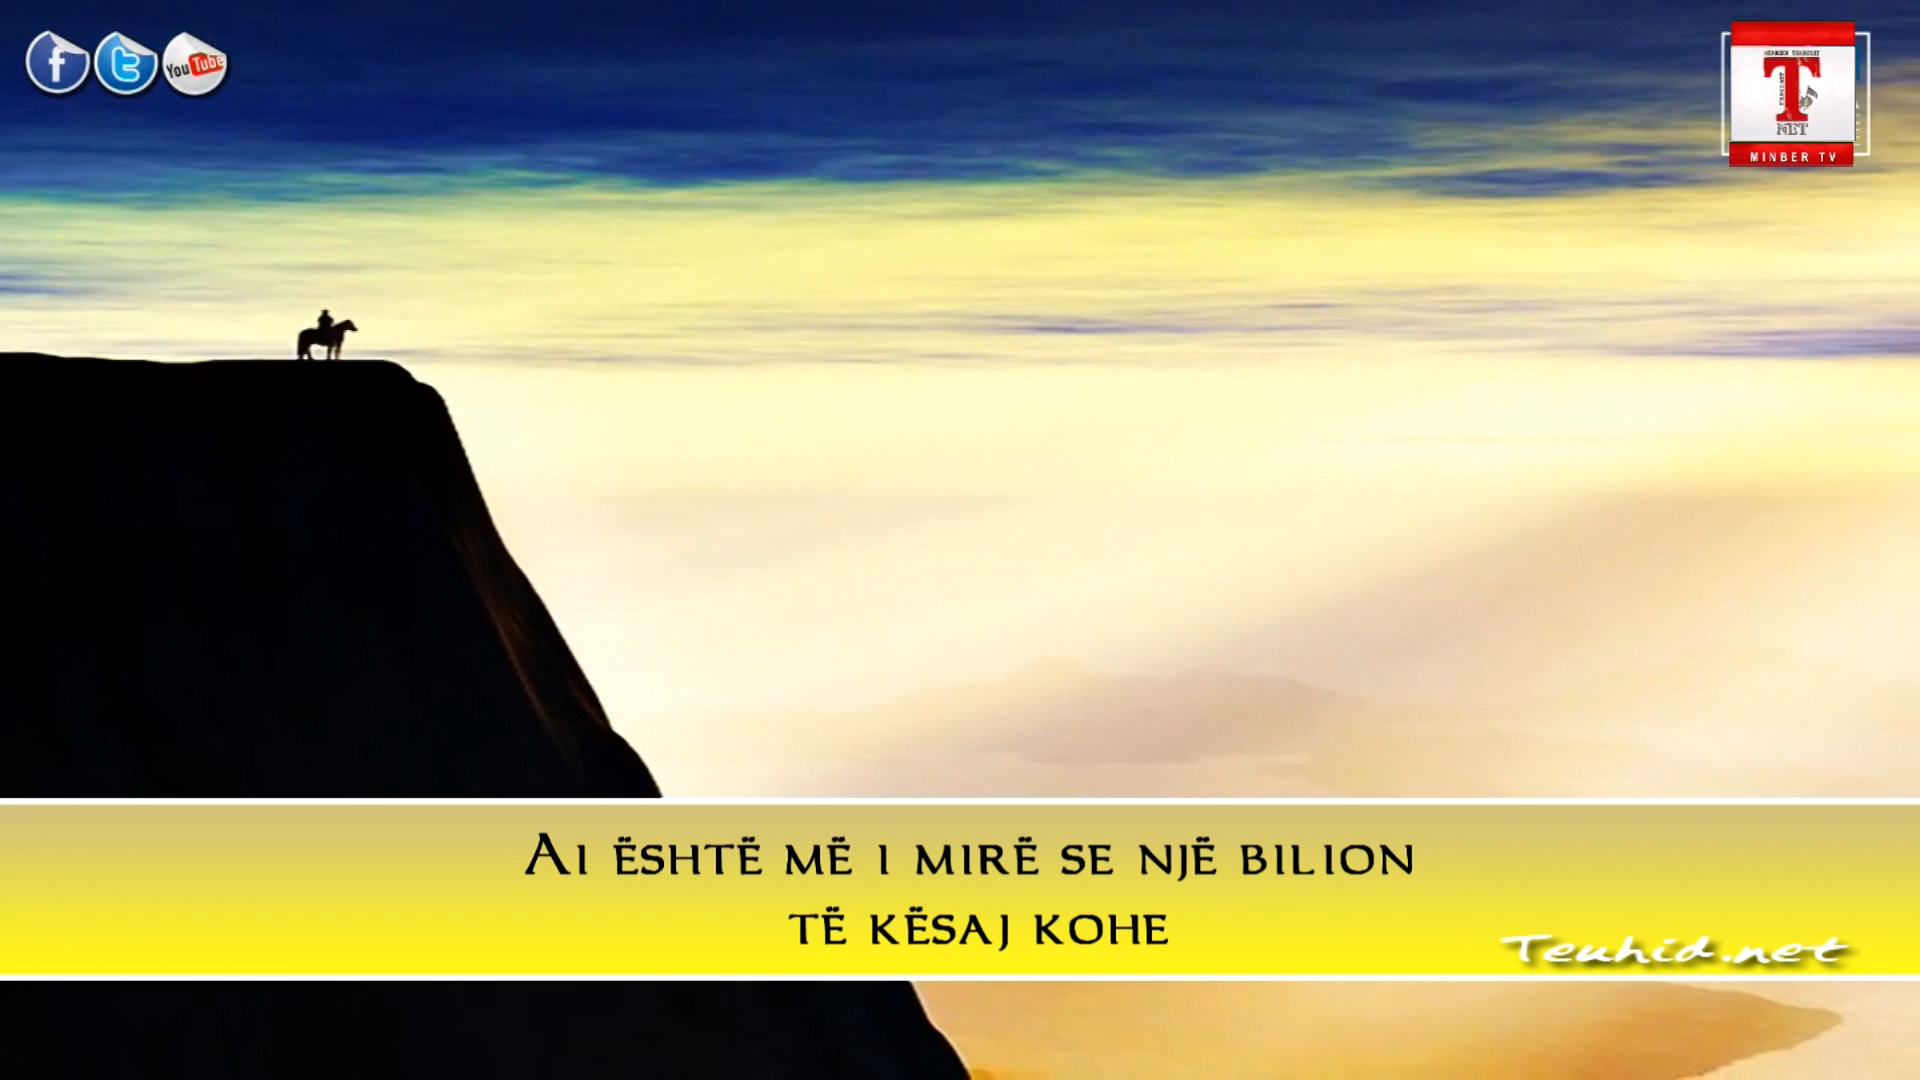 f
t
You Tube
T
NET
MINBER TV
Ai është më i mirë se një bilion
të kësaj kohe
Teuhid.net